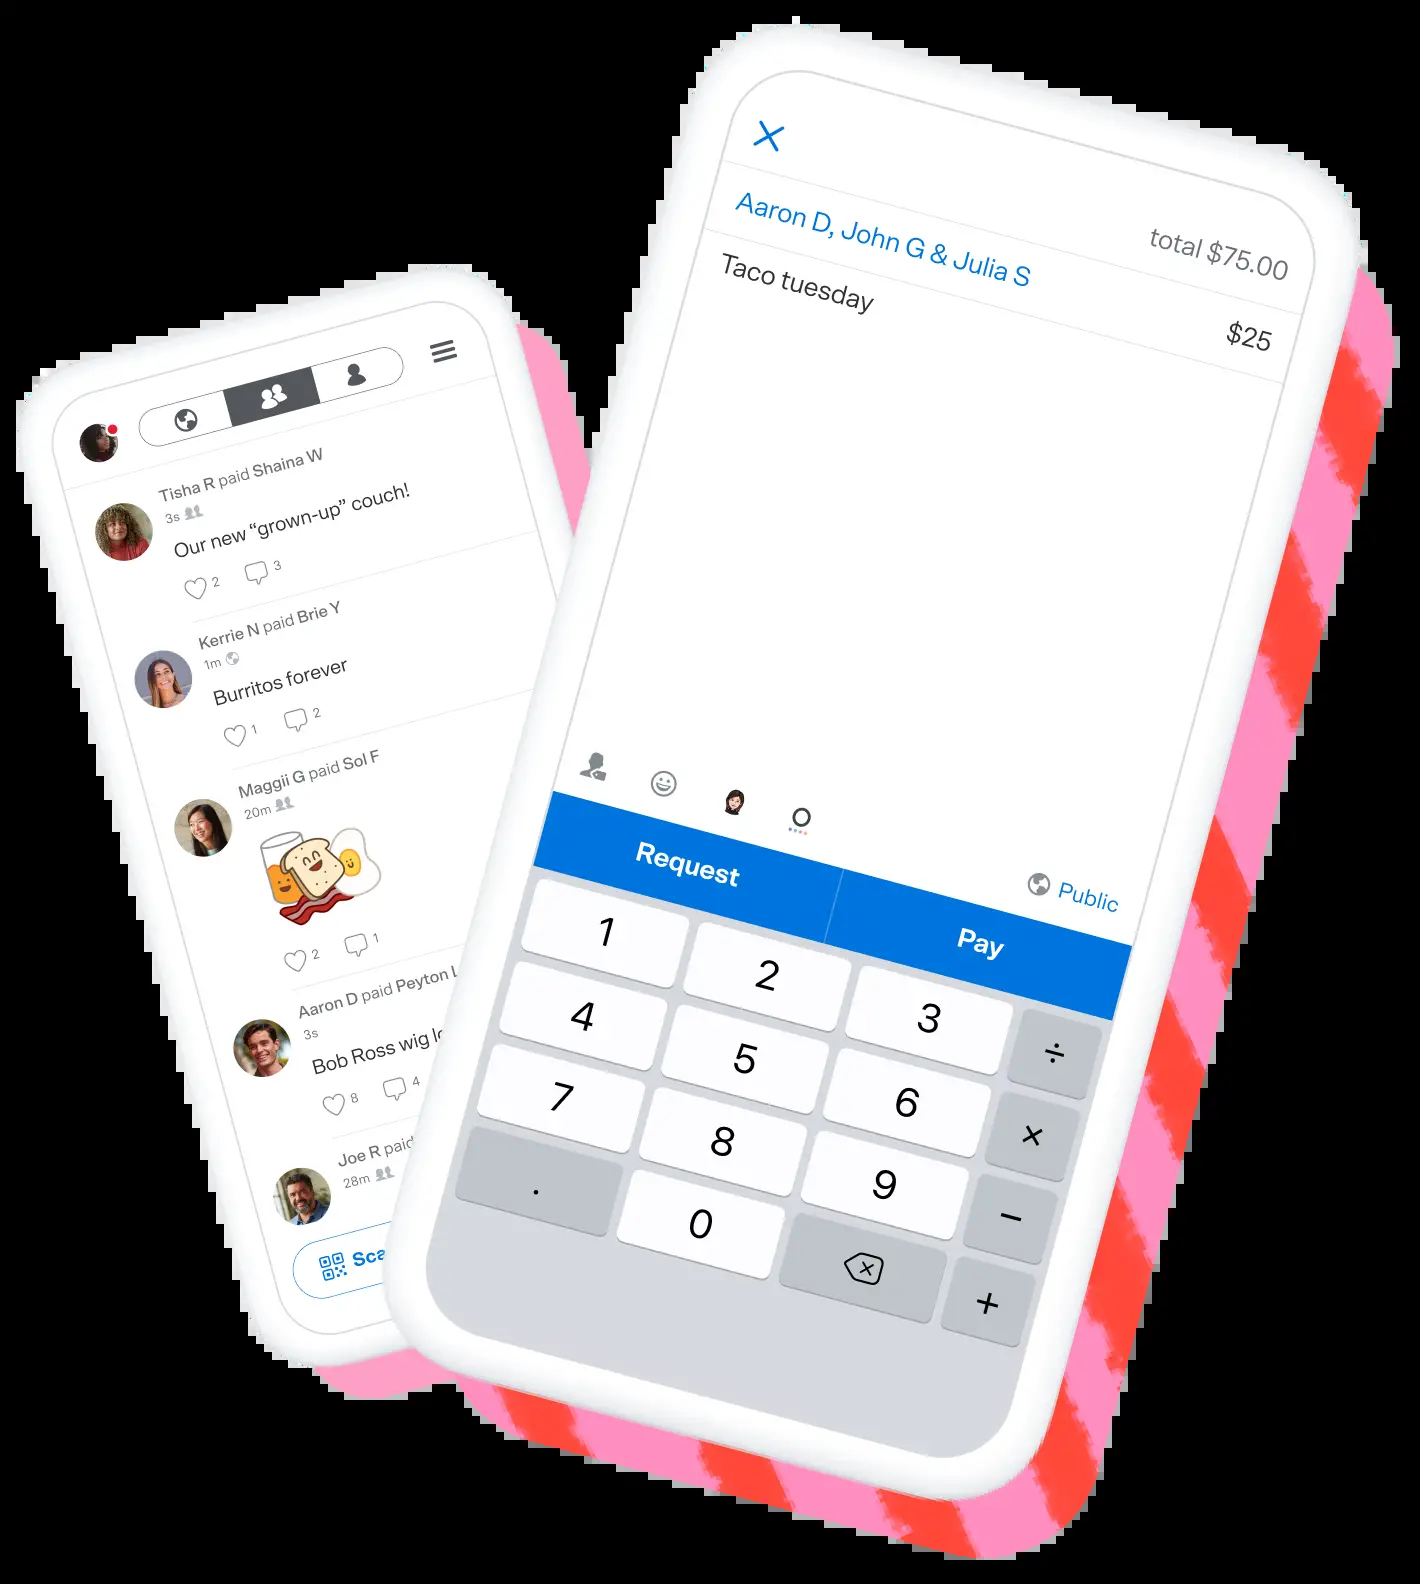 Tisha R paid Shaina W
3s
Our new “grown-up” couch!
2 3
Kerrie N paid Brie Y
1m
Burritos forever
1 2
Maggii G paid Sol F
20m
2 1
Aaron D paid Peyton
3s
Bob Ross wig
8 4
Joe R paid
28m
total $75.00
Aaron D, John G & Julia S
$25
Taco tuesday
Public
Request Pay
1 2 3 ÷
4 5 6 ×
7 8 9 −
. 0 +